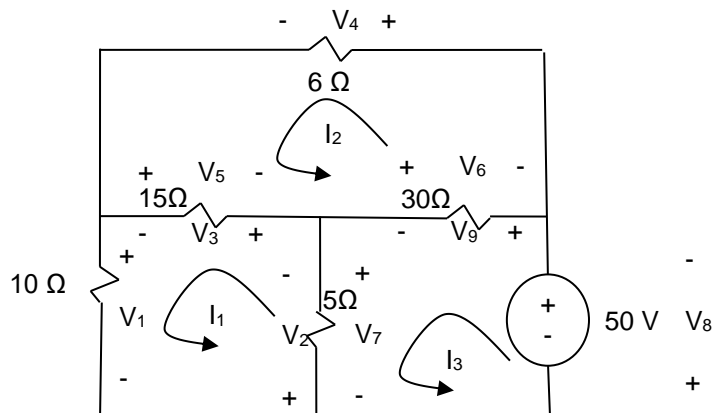 - V4 +
6 Ω
I2
+ V5 - + V6 -
15Ω 30Ω
- V3 + - V9 +
10 Ω + - + -
5Ω
V1 I1 V2 V7 I3 + - 50 V V8
- + - +